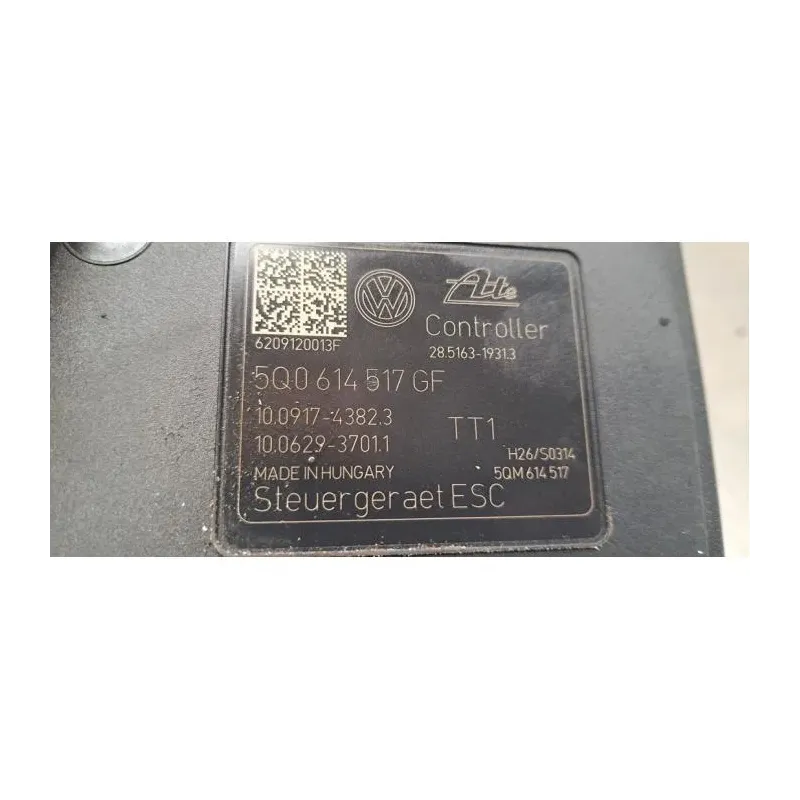 Ate
Controller
6209120013F
28.5163-1931.3
5Q0 614 517 GF
10.0917-4382.3
TT1
10.0629-3701.1
H26/S0314
MADE IN HUNGARY
5QM 614 517
Steuergeraet ESC